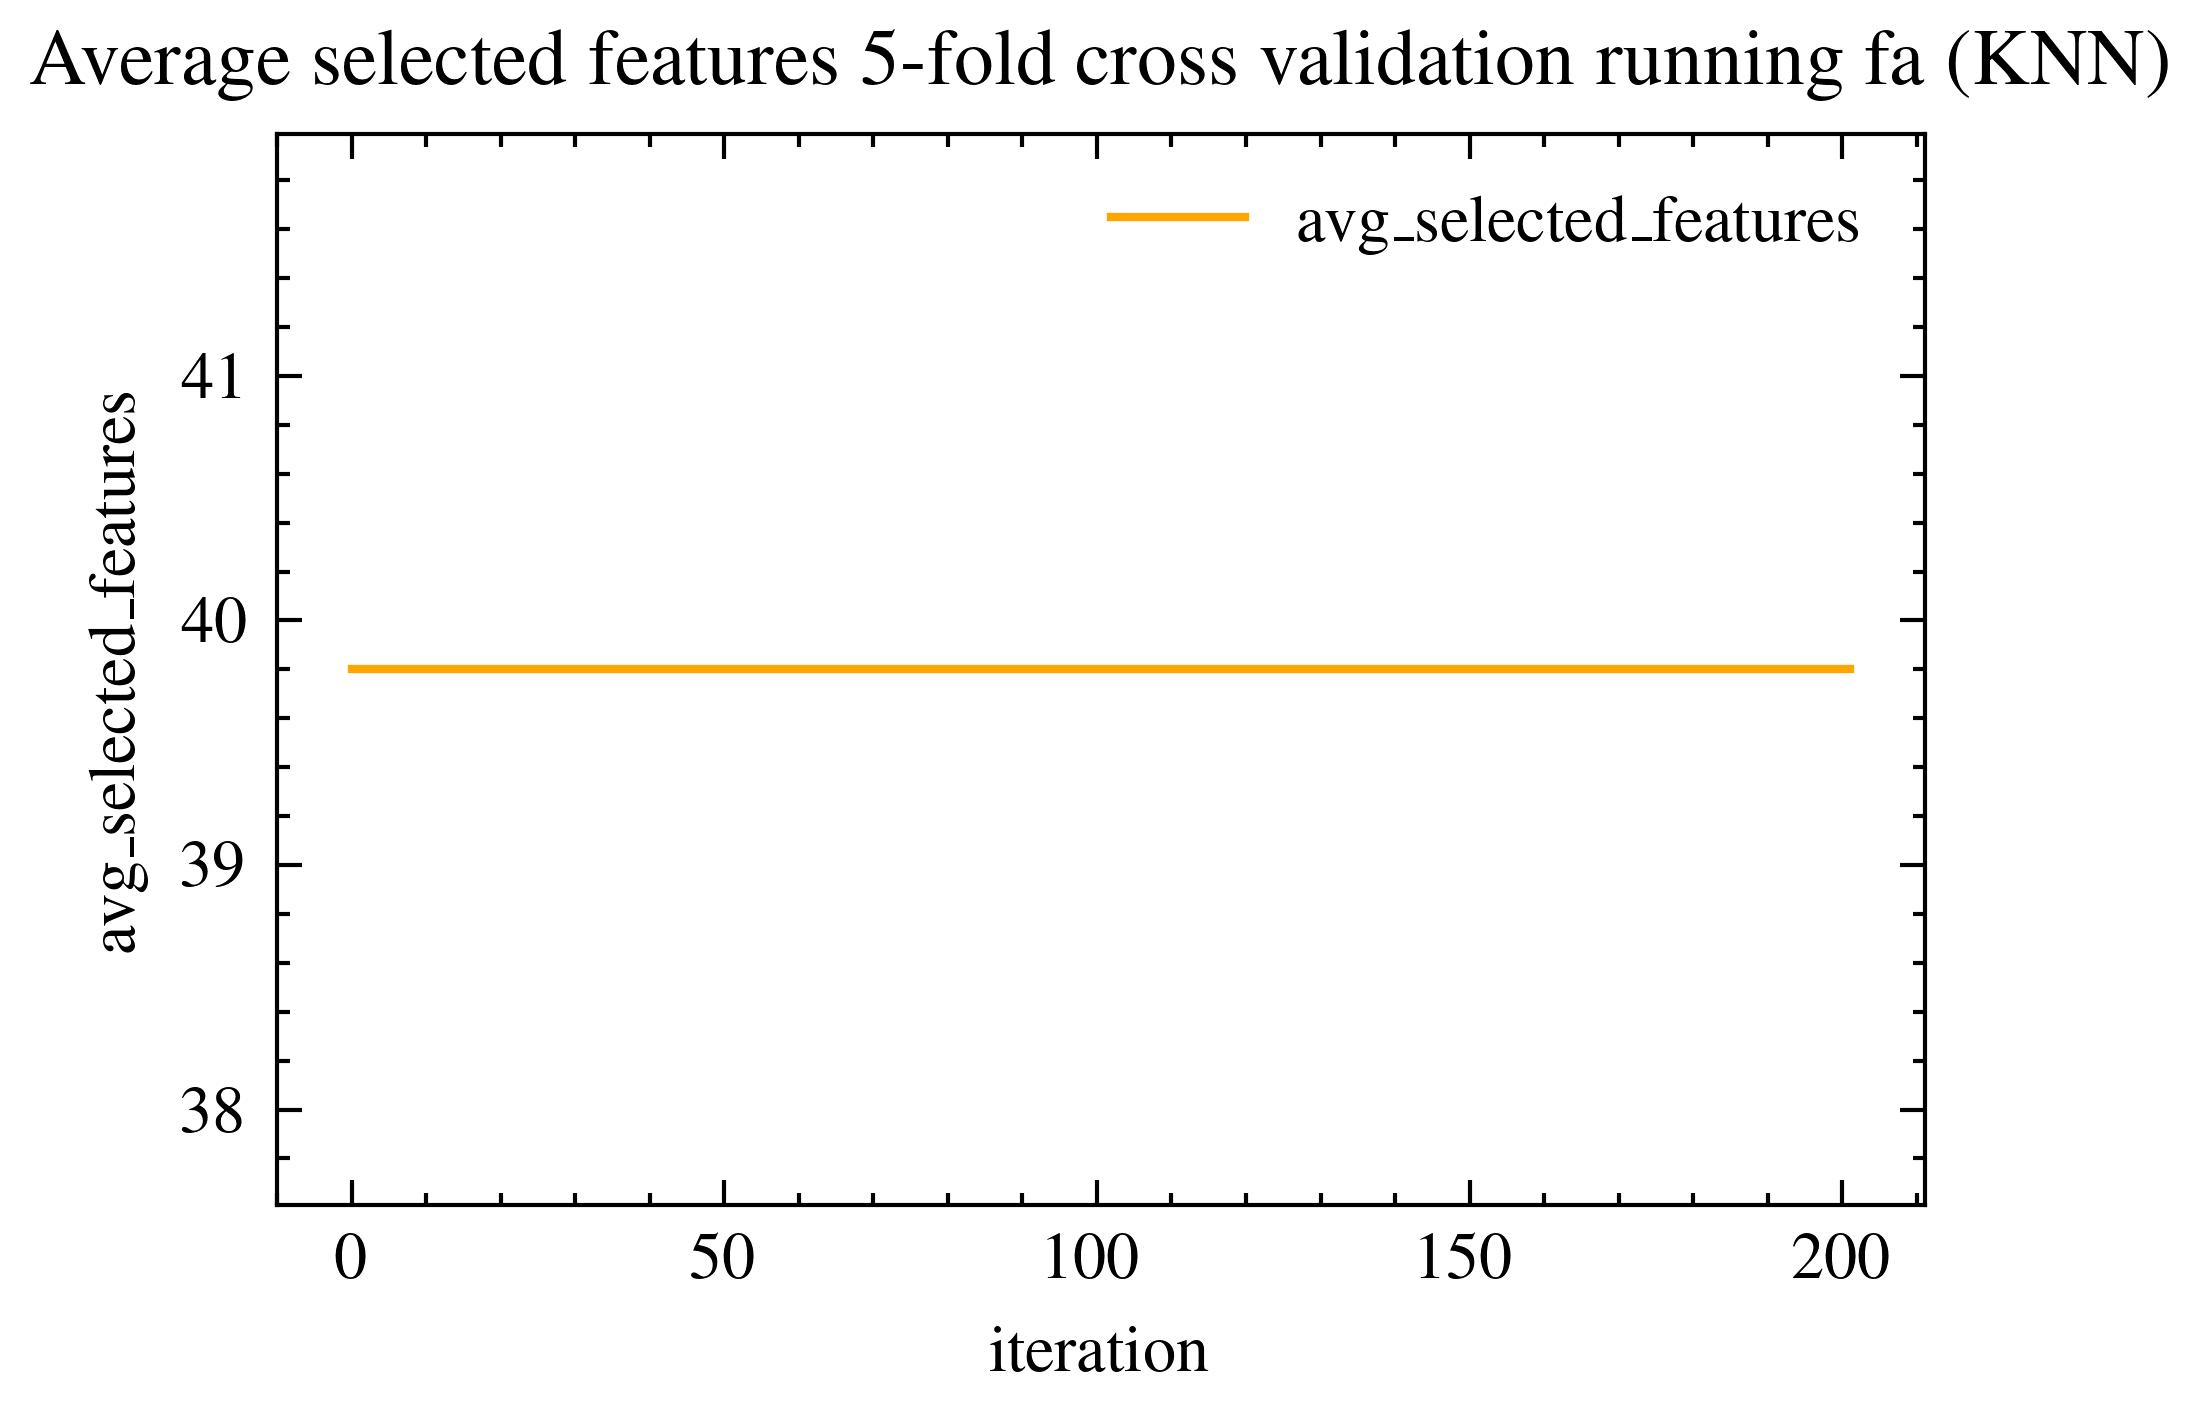 Average selected features 5-fold cross validation running fa (KNN)
avg_selected_features
41
40
39
38
avg_selected_features
0 50 100 150 200
iteration